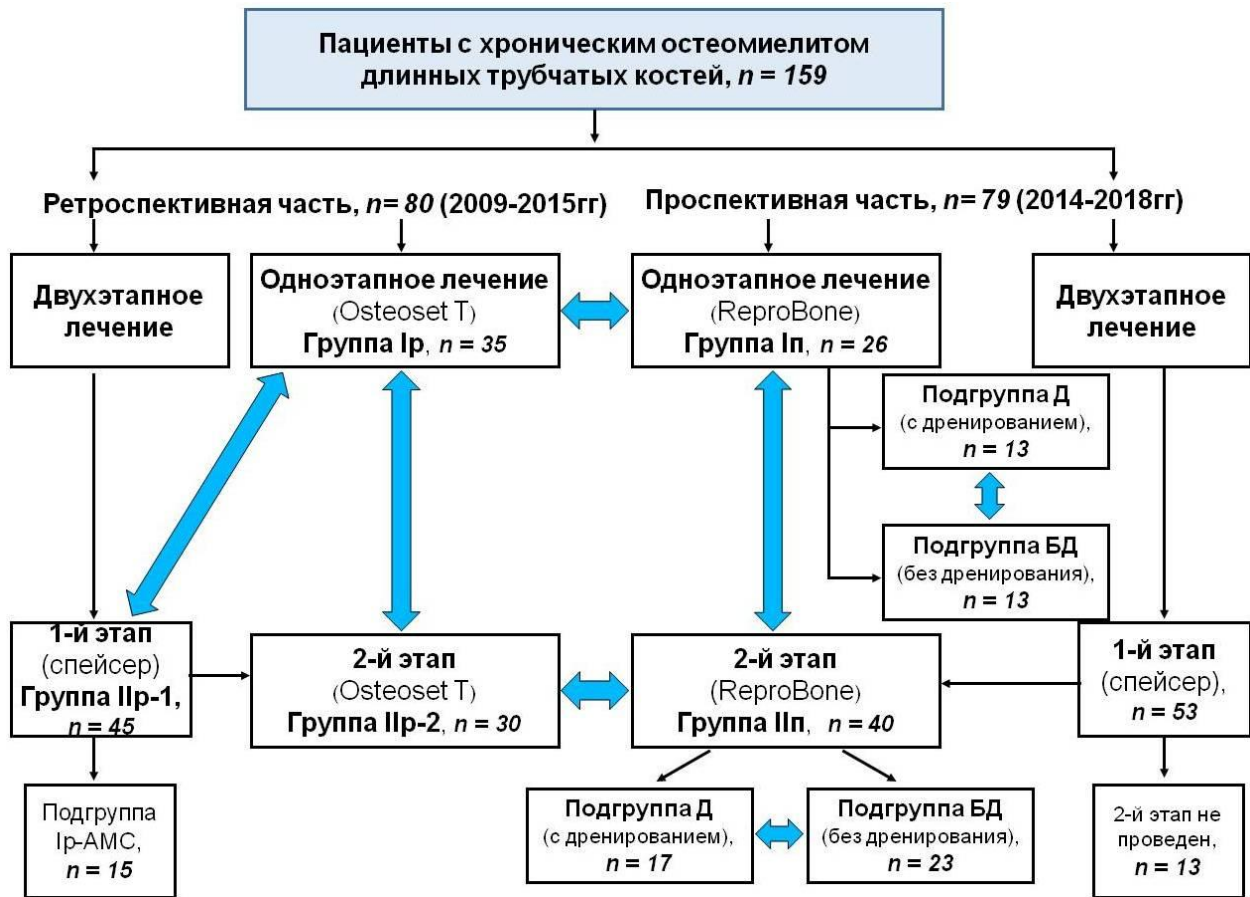 Пациенты с хроническим остеомиелитом
длинных трубчатых костей, n = 159
Ретроспективная часть, n= 80 (2009-2015гг)
Проспективная часть, n= 79 (2014-2018гг)
Двухэтапное
лечение
Одноэтапное лечение
(Osteoset T)
Группа Iр, n = 35
Одноэтапное лечение
(ReproBone)
Группа Iп, n = 26
Двухэтапное
лечение
Подгруппа Д
(с дренированием),
n = 13
Подгруппа БД
(без дренирования),
n = 13
1-й этап
(спейсер)
Группа IIр-1,
n = 45
2-й этап
(Osteoset T)
Группа IIр-2, n = 30
2-й этап
(ReproBone)
Группа IIп, n = 40
1-й этап
(спейсер),
n = 53
Подгруппа
Iр-АМС,
n = 15
Подгруппа Д
(с дренированием),
n = 17
Подгруппа БД
(без дренирования),
n = 23
2-й этап не
проведен,
n = 13